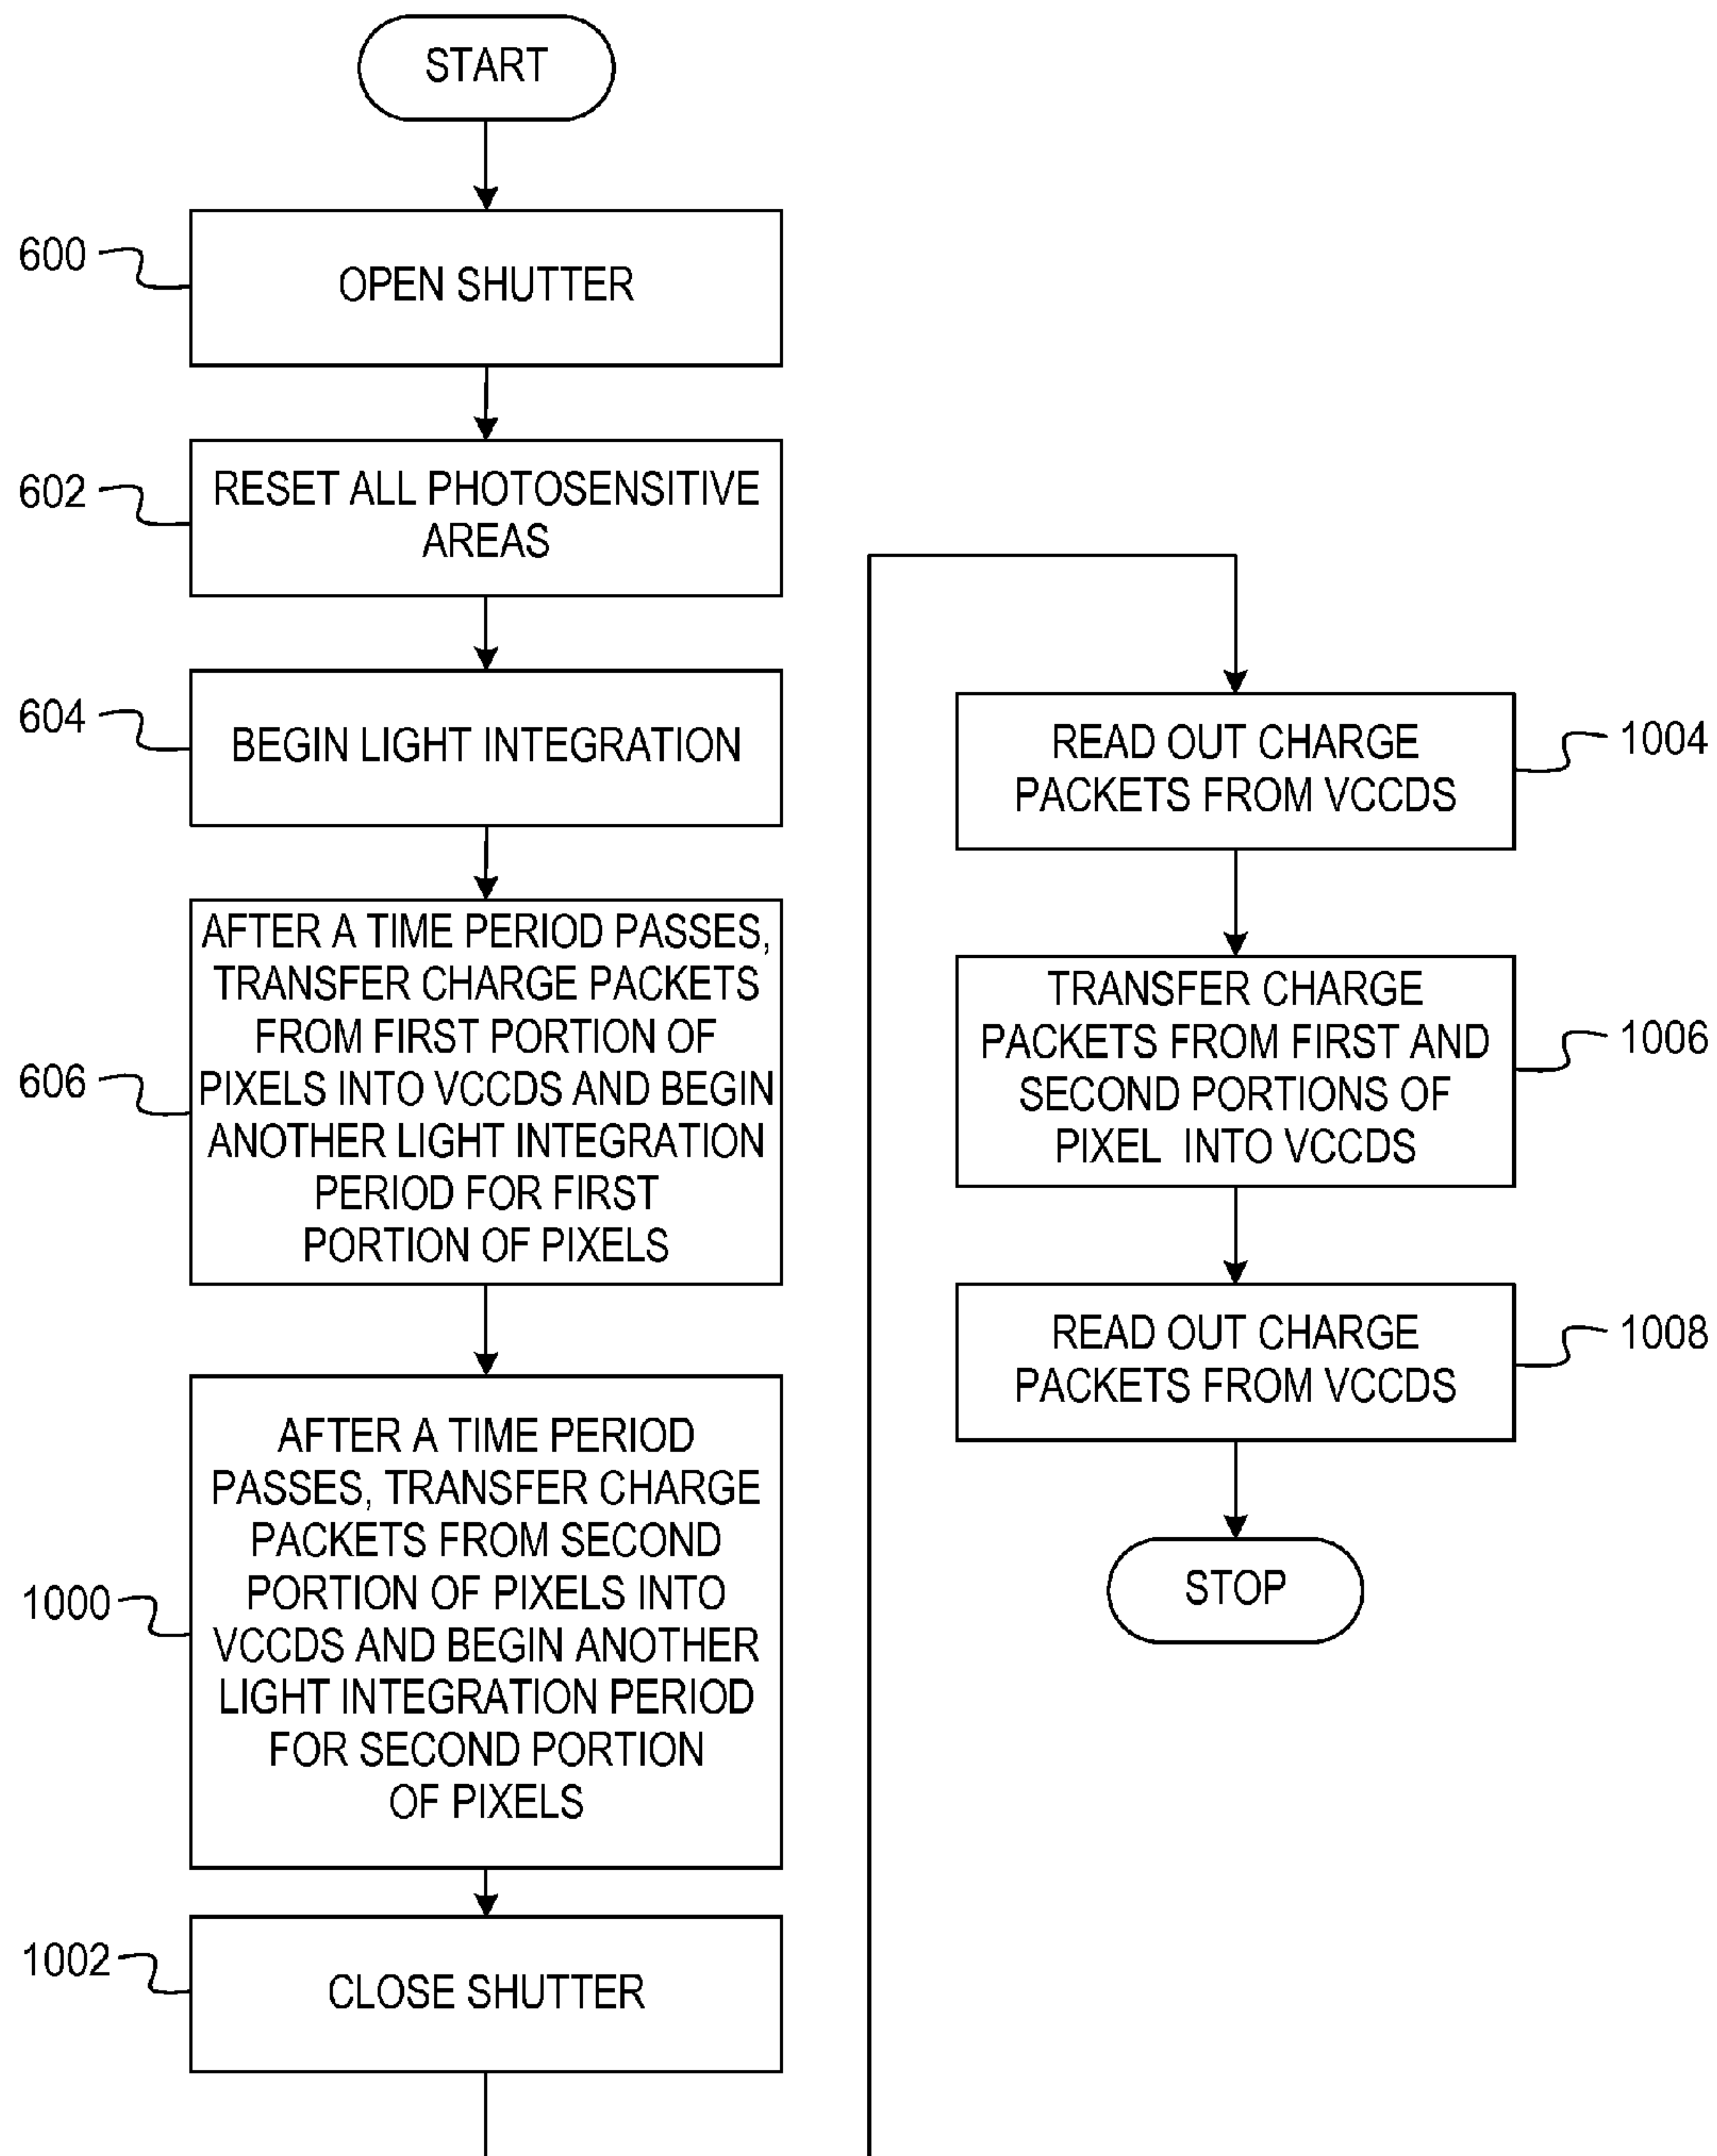 START
600
OPEN SHUTTER
602
RESET ALL PHOTOSENSITIVE
AREAS
604
BEGIN LIGHT INTEGRATION
606
AFTER A TIME PERIOD PASSES,
TRANSFER CHARGE PACKETS
FROM FIRST PORTION OF
PIXELS INTO VCCDS AND BEGIN
ANOTHER LIGHT INTEGRATION
PERIOD FOR FIRST
PORTION OF PIXELS
1000
AFTER A TIME PERIOD
PASSES, TRANSFER CHARGE
PACKETS FROM SECOND
PORTION OF PIXELS INTO
VCCDS AND BEGIN ANOTHER
LIGHT INTEGRATION PERIOD
FOR SECOND PORTION
OF PIXELS
1002
CLOSE SHUTTER
READ OUT CHARGE
PACKETS FROM VCCDS
1004
TRANSFER CHARGE
PACKETS FROM FIRST AND
SECOND PORTIONS OF
PIXEL INTO VCCDS
1006
READ OUT CHARGE
PACKETS FROM VCCDS
1008
STOP